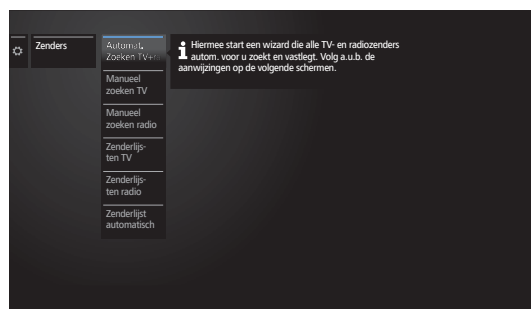 Zenders
Automat.
Zoeken TV+
Manueel
zoeken TV
Manueel
zoeken radio
Zenderlijs-
ten TV
Zenderlijs-
ten radio
Zenderlijst
automatisch
Hiermee start een wizard die alle TV- en radiozenders
autom. voor u zoekt en vastlegt. Volg a.u.b. de
aanwijzingen op de volgende schermen.